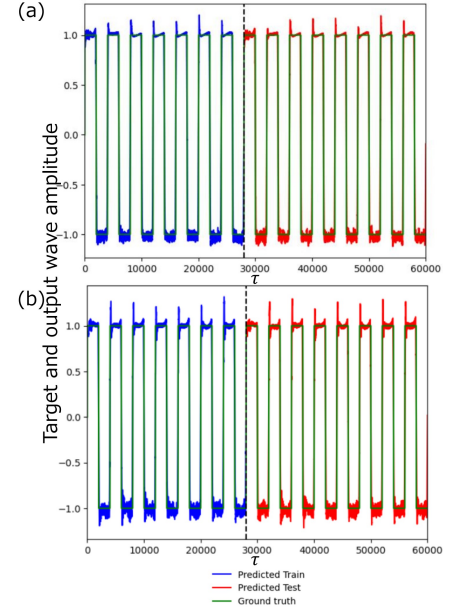 (a)
Target and output wave amplitude
1.0
0.5
0.0
−0.5
−1.0
0 10000 20000 30000 40000 50000 60000
τ
(b)
1.0
0.5
0.0
−0.5
−1.0
0 10000 20000 30000 40000 50000 60000
τ
Predicted Train
Predicted Test
Ground truth